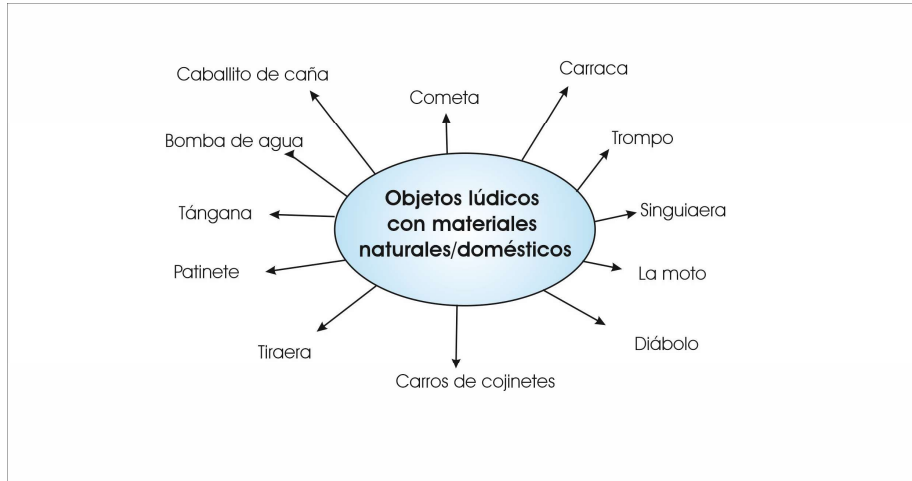 Caballito de caña
Carraca
Cometa
Bomba de agua
Trompo
Objetos lúdicos
con materiales
naturales/domésticos
Tángana
Singuiaera
Patinete
La moto
Tiraera
Diábolo
Carros de cojinetes